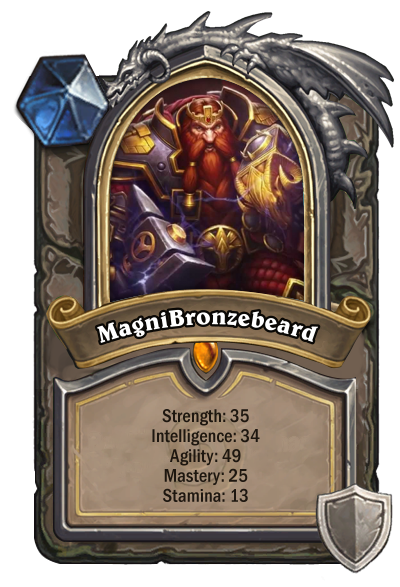 MagniBronzebeard
Strength: 35
Intelligence: 34
Agility: 49
Mastery: 25
Stamina: 13